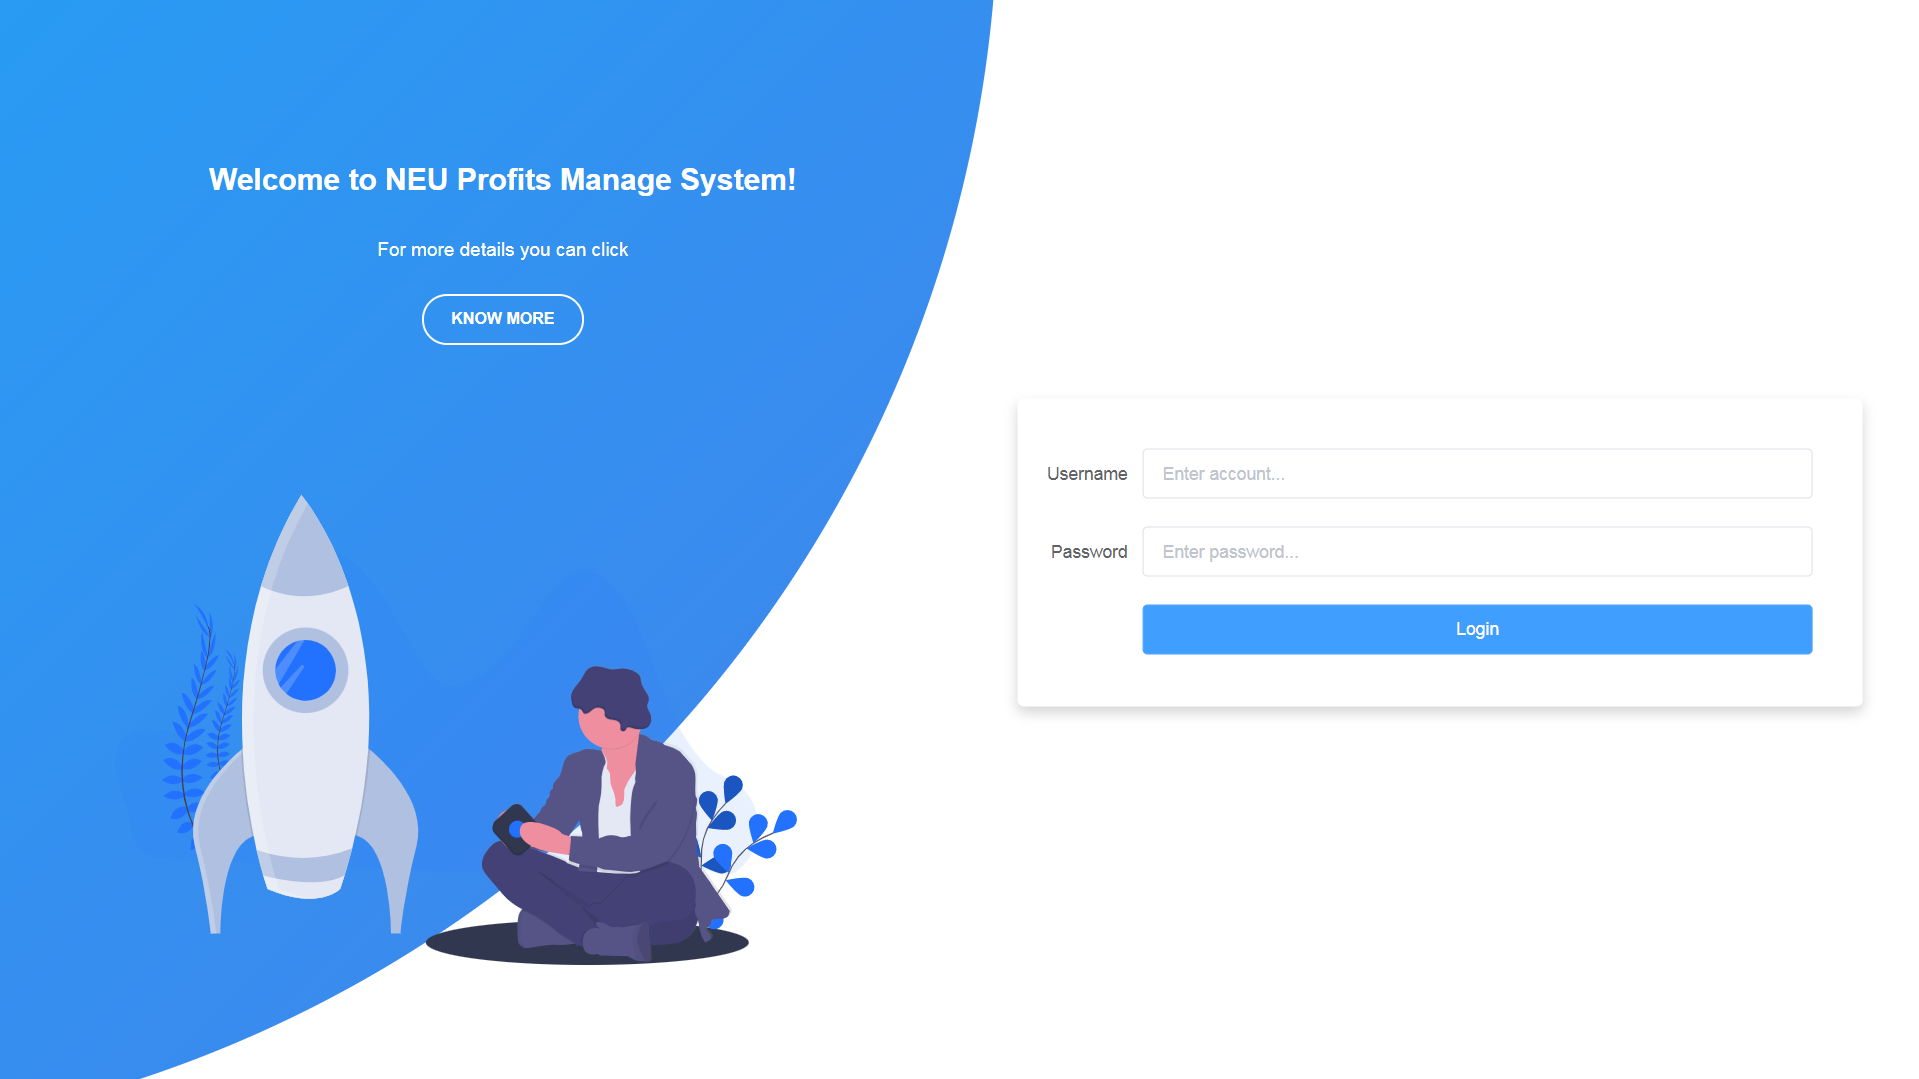 Welcome to NEU Profits Manage System!
For more details you can click
KNOW MORE
Username
Enter account...
Password
Enter password...
Login